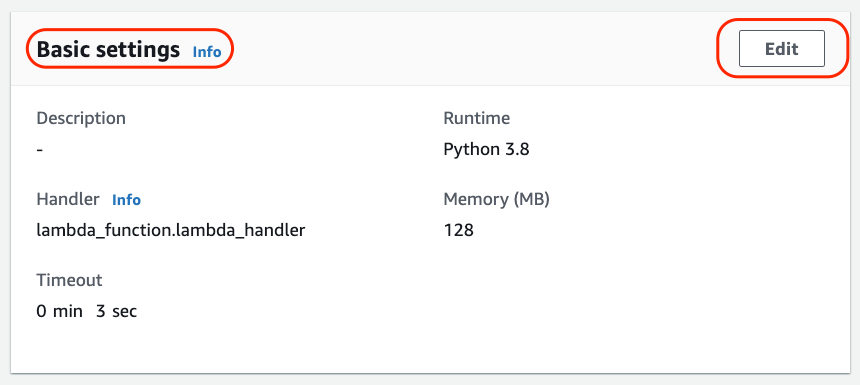 Basic settings Info
Edit
Description
-
Runtime
Python 3.8
Handler Info
lambda_function.lambda_handler
Memory (MB)
128
Timeout
0 min 3 sec